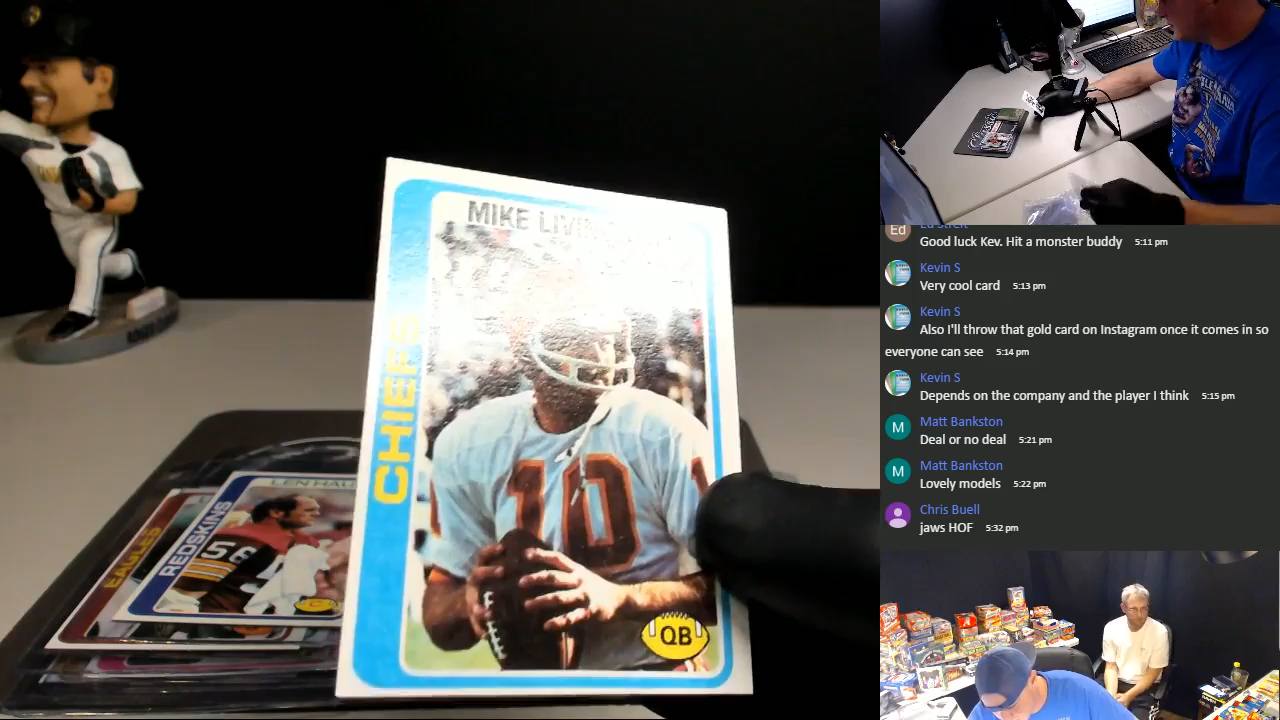 MIKE
CHIEFS
10
QB
EAGLES
REDSKINS
56
Good luck Kev. Hit a monster buddy 5:11 pm
Ed
Kevin S
Very cool card 5:13 pm
Kevin S
Also I'll throw that gold card on Instagram once it comes in so
everyone can see 5:14 pm
Kevin S
Depends on the company and the player I think 5:15 pm
M
Matt Bankston
Deal or no deal 5:21 pm
M
Matt Bankston
Lovely models 5:22 pm
Chris Buell
jaws HOF 5:32 pm